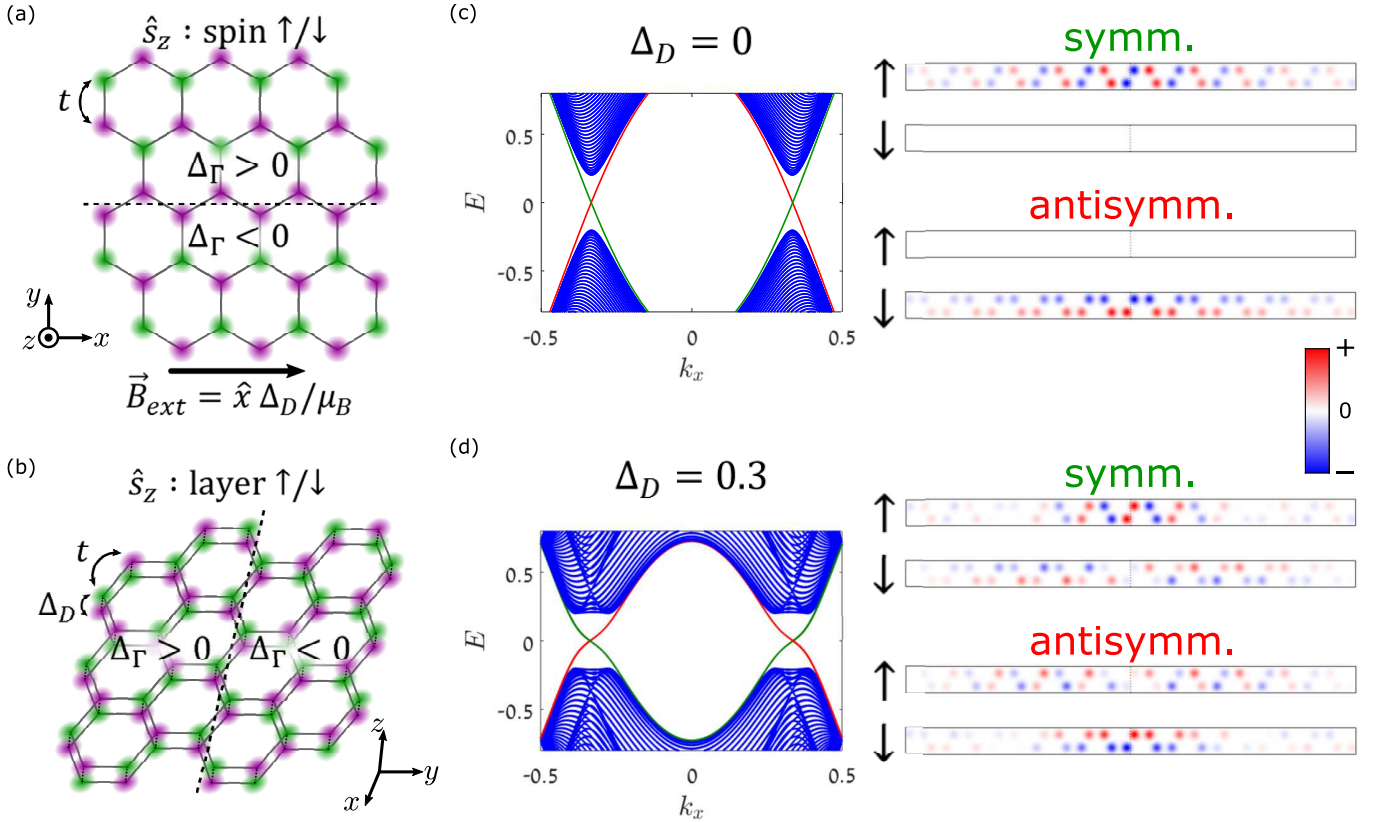 (a)
ŝ_z : spin ↑/↓
t
Δ_Γ > 0
Δ_Γ < 0
y
z
x
B⃗_ext = x̂ Δ_D/μ_B
(b)
ŝ_z : layer ↑/↓
t
Δ_D
Δ_Γ > 0
Δ_Γ < 0
z
y
x
(c)
Δ_D = 0
E
0.5
0
-0.5
-0.5
0
0.5
k_x
symm.
↑
↓
antisymm.
↑
↓
+
0
−
(d)
Δ_D = 0.3
E
0.5
0
-0.5
-0.5
0
0.5
k_x
symm.
↑
↓
antisymm.
↑
↓